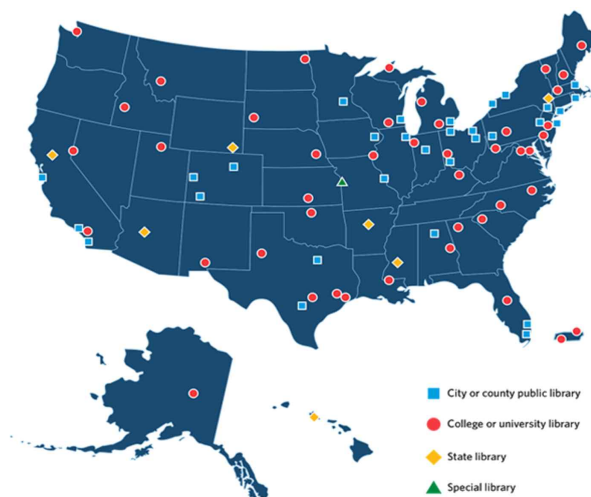 City or county public library
College or university library
State library
Special library